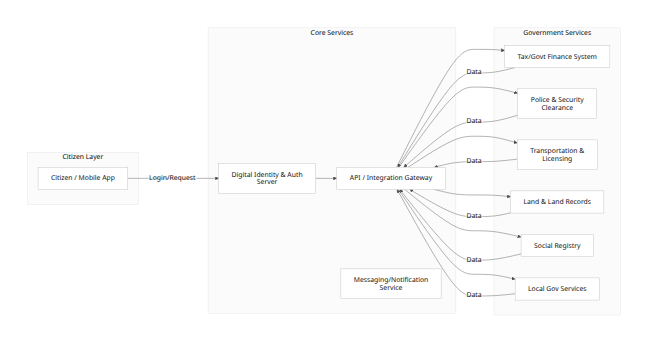 Core Services
Government Services
Tax/Govt Finance System
Data
Police & Security
Clearance
Data
Citizen Layer
Transportation &
Licensing
Data
Citizen / Mobile App
Login/Request
Digital Identity & Auth
Server
API / Integration Gateway
Land & Land Records
Data
Social Registry
Data
Messaging/Notification
Service
Local Gov Services
Data